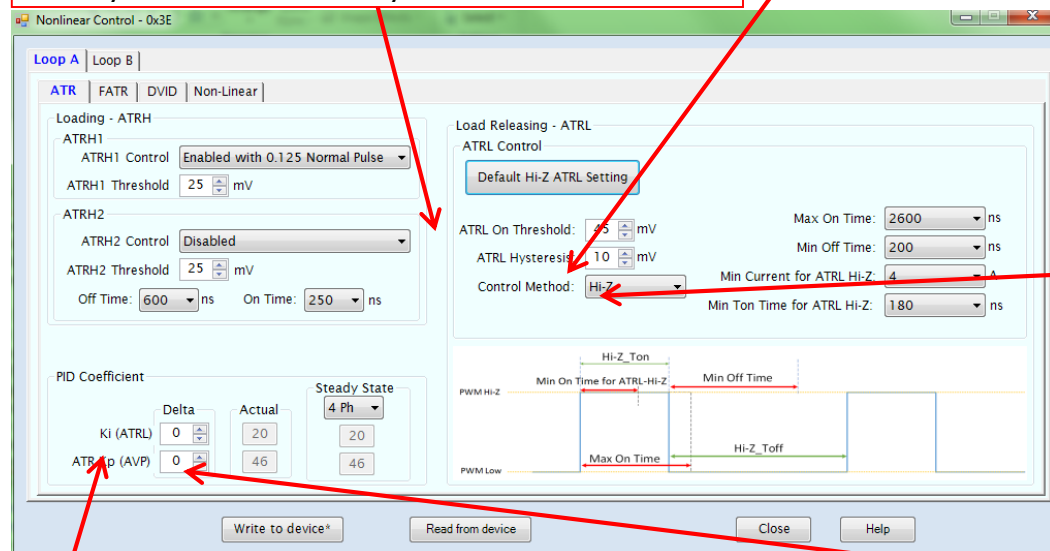 Nonlinear Control - 0x3E
Loop A Loop B
ATR FATR DVID Non-Linear
Loading - ATRH
ATRH1
ATRH1 Control Enabled with 0.125 Normal Pulse
ATRH1 Threshold 25 mV
ATRH2
ATRH2 Control Disabled
ATRH2 Threshold 25 mV
Off Time: 600 ns On Time: 250 ns
Load Releasing - ATRL
ATRL Control
Default Hi-Z ATRL Setting
ATRL On Threshold: 45 mV
ATRL Hysteresis: 10 mV
Control Method: Hi-Z
Max On Time: 2600 ns
Min Off Time: 200 ns
Min Current for ATRL Hi-Z: 4 A
Min Ton Time for ATRL Hi-Z: 180 ns
PID Coefficient
Delta Actual Steady State
4 Ph
Ki (ATRL) 0 20 20
ATR Kp (AVP) 0 46 46
Hi-Z_Ton
Min On Time for ATRL-Hi-Z Min Off Time
PWM Hi-Z
Hi-Z_Toff
Max On Time
PWM Low
Write to device* Read from device Close Help